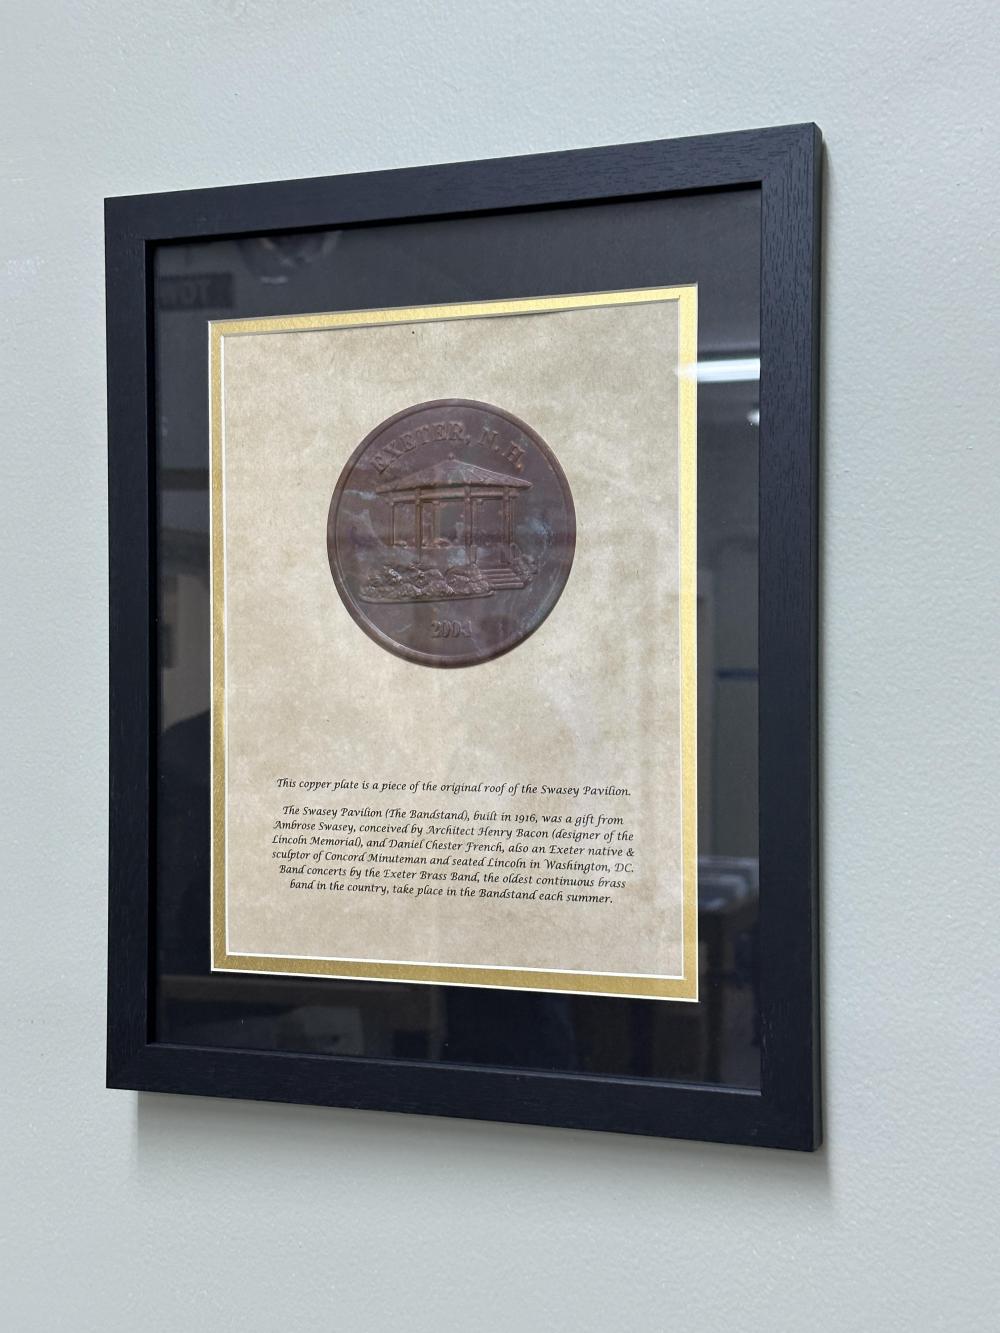 EXETER, N.H.
2004
This copper plate is a piece of the original roof of the Swasey Pavilion.
The Swasey Pavilion (The Bandstand), built in 1916, was a gift from
Ambrose Swasey, conceived by Architect Henry Bacon (designer of the
Lincoln Memorial), and Daniel Chester French, also an Exeter native &
sculptor of Concord Minuteman and seated Lincoln in Washington, DC.
Band concerts by the Exeter Brass Band, the oldest continuous brass
band in the country, take place in the Bandstand each summer.